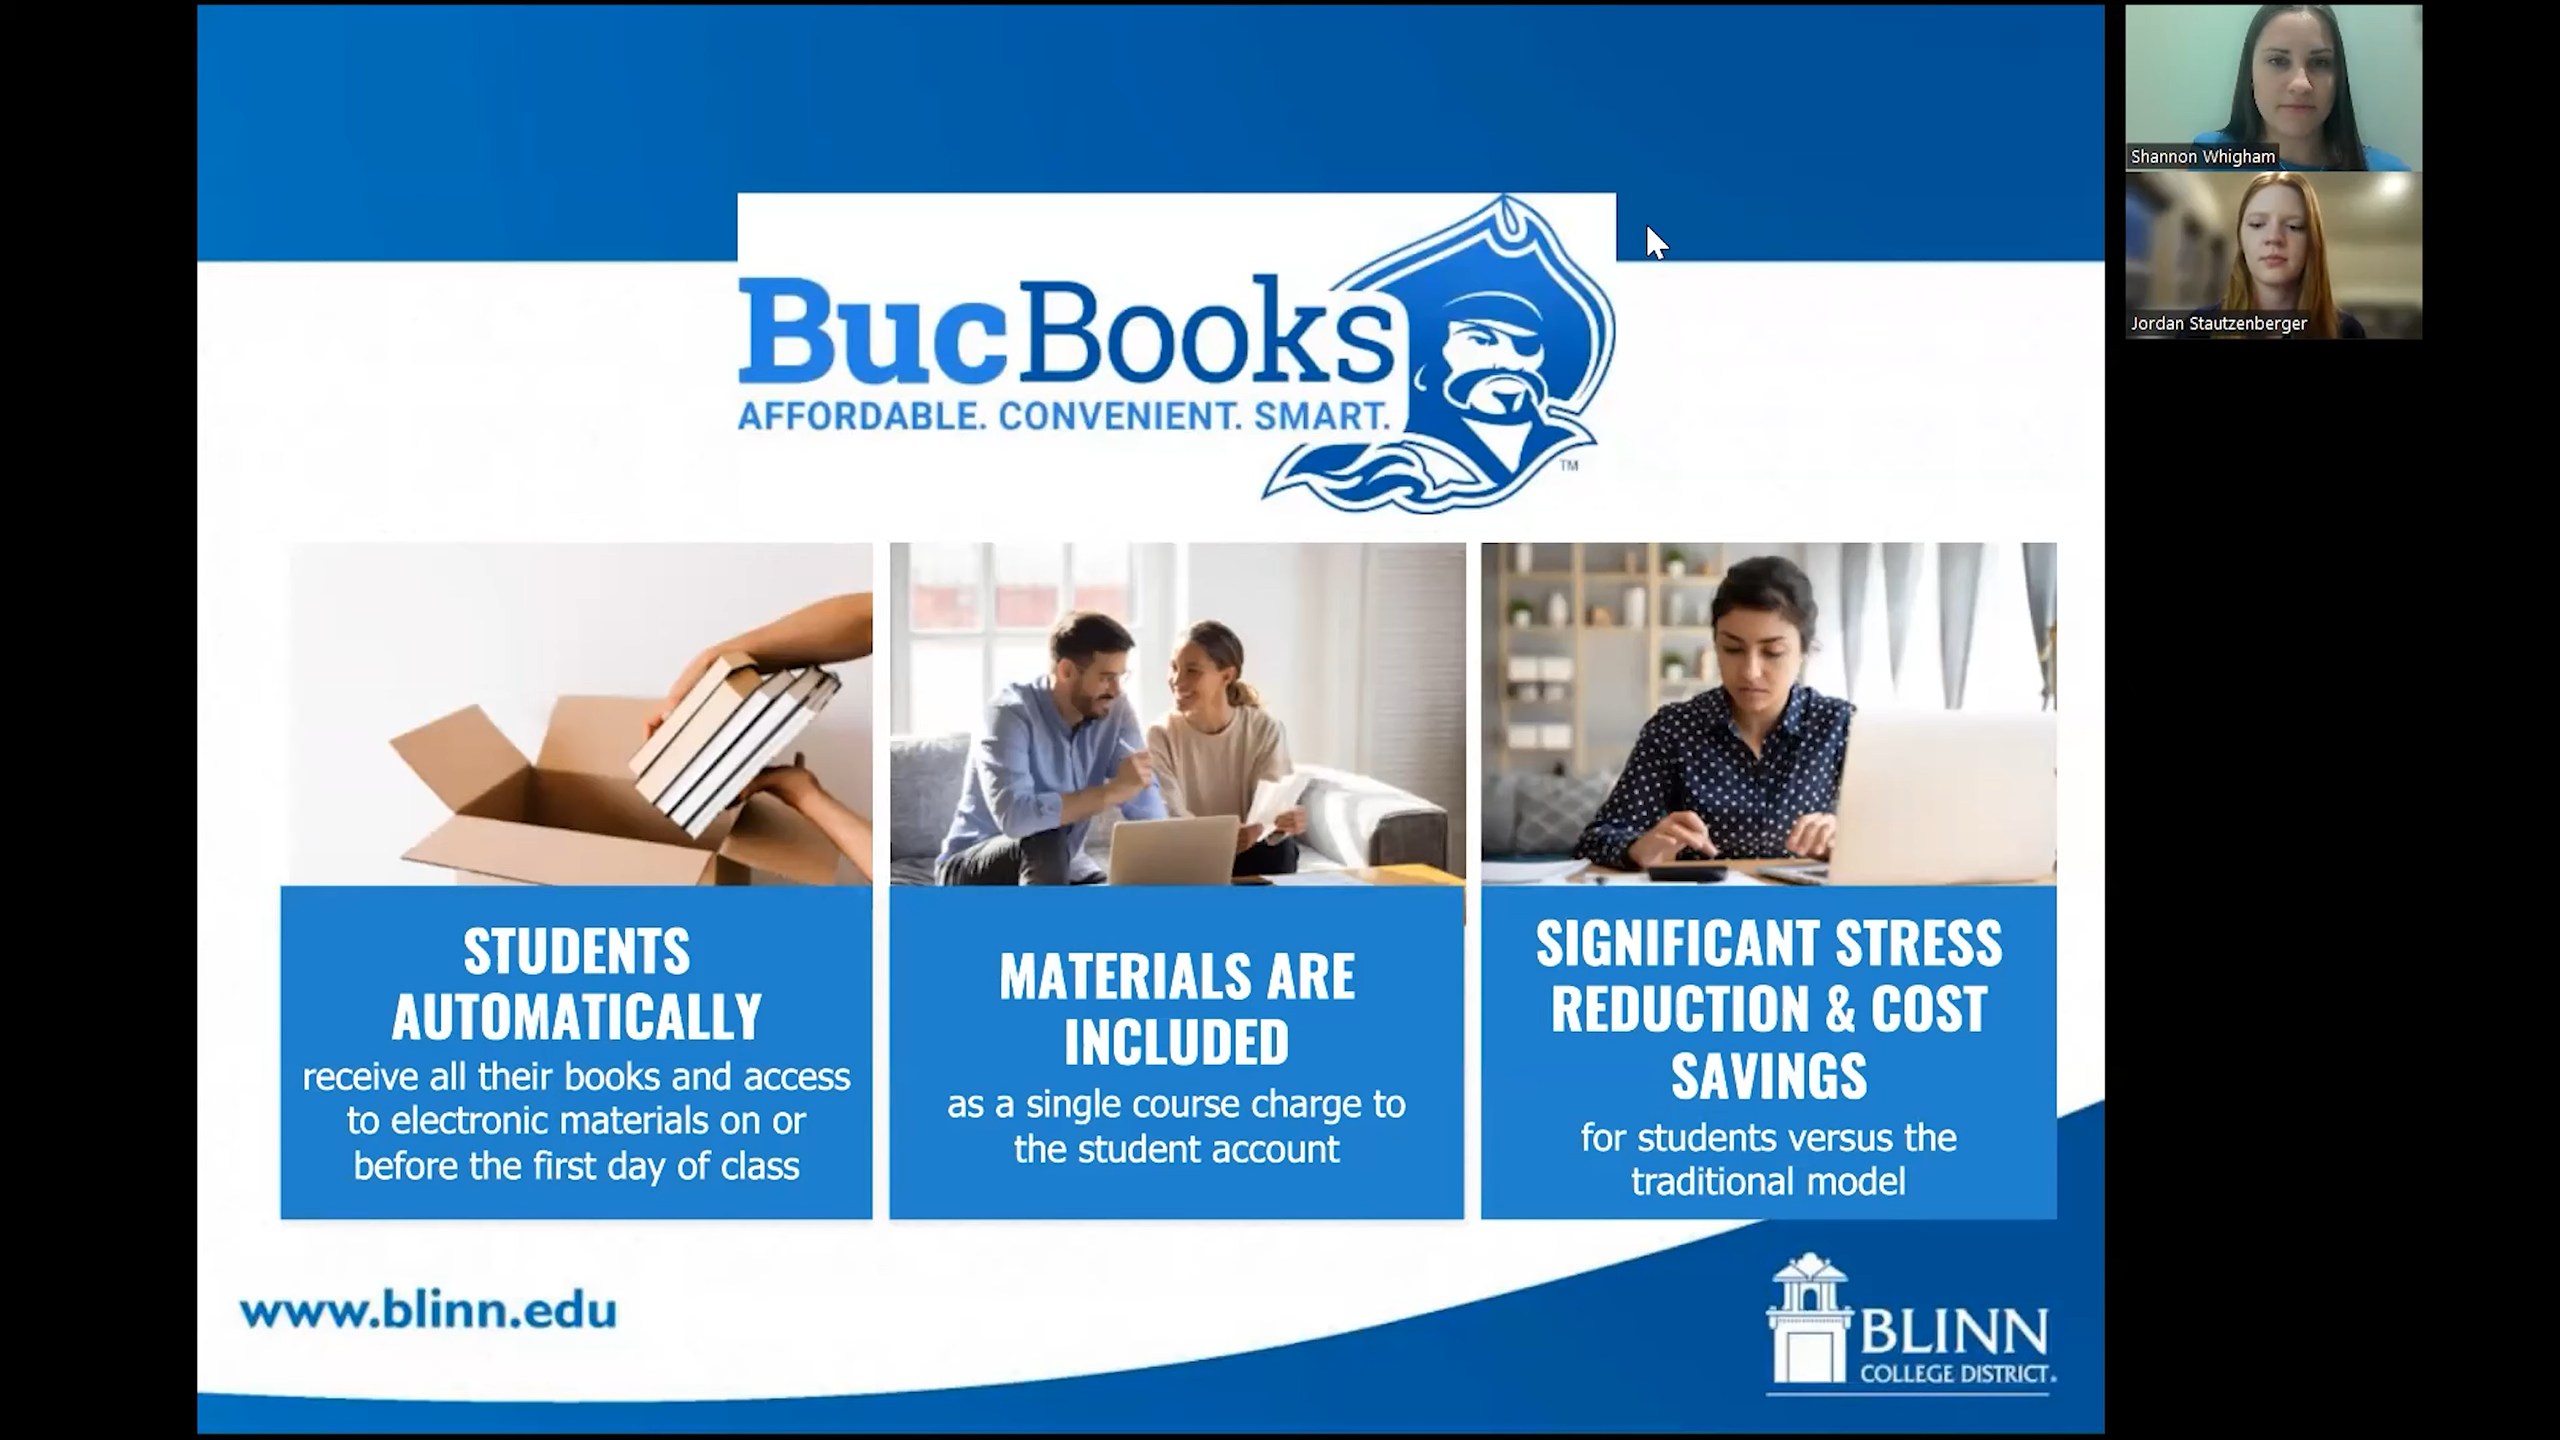 BucBooks
AFFORDABLE. CONVENIENT. SMART.
TM
STUDENTS
AUTOMATICALLY
receive all their books and access
to electronic materials on or
before the first day of class
MATERIALS ARE
INCLUDED
as a single course charge to
the student account
SIGNIFICANT STRESS
REDUCTION & COST
SAVINGS
for students versus the
traditional model
www.blinn.edu
BLINN
COLLEGE DISTRICT.
Shannon Whigham
Jordan Stautzenberger